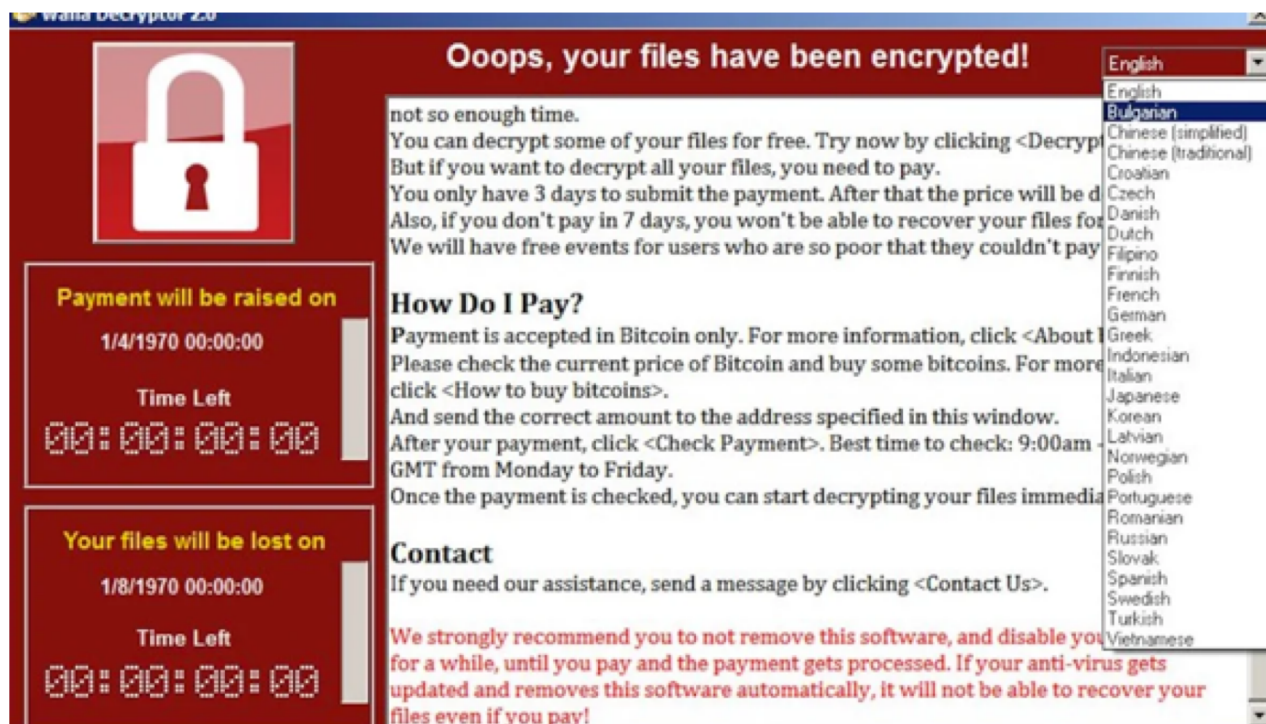 Wana Decryptor 2.0
Ooops, your files have been encrypted!
English
not so enough time.
You can decrypt some of your files for free. Try now by clicking <Decryp
But if you want to decrypt all your files, you need to pay.
You only have 3 days to submit the payment. After that the price will be d
Also, if you don't pay in 7 days, you won't be able to recover your files for
We will have free events for users who are so poor that they couldn't pay
How Do I Pay?
Payment is accepted in Bitcoin only. For more information, click <About
Please check the current price of Bitcoin and buy some bitcoins. For more
click <How to buy bitcoins>.
And send the correct amount to the address specified in this window.
After your payment, click <Check Payment>. Best time to check: 9:00am -
GMT from Monday to Friday.
Once the payment is checked, you can start decrypting your files immedia
Contact
If you need our assistance, send a message by clicking <Contact Us>.
We strongly recommend you to not remove this software, and disable yo
for a while, until you pay and the payment gets processed. If your anti-virus gets
updated and removes this software automatically, it will not be able to recover your
files even if you pay!
Payment will be raised on
1/4/1970 00:00:00
Time Left
00:00:00:00
Your files will be lost on
1/8/1970 00:00:00
Time Left
00:00:00:00
English
Bulgarian
Chinese (simplified)
Chinese (traditional)
Croatian
Czech
Danish
Dutch
Filipino
Finnish
French
German
Greek
Indonesian
Italian
Japanese
Korean
Latvian
Norwegian
Polish
Portuguese
Romanian
Russian
Slovak
Spanish
Swedish
Turkish
Vietnamese